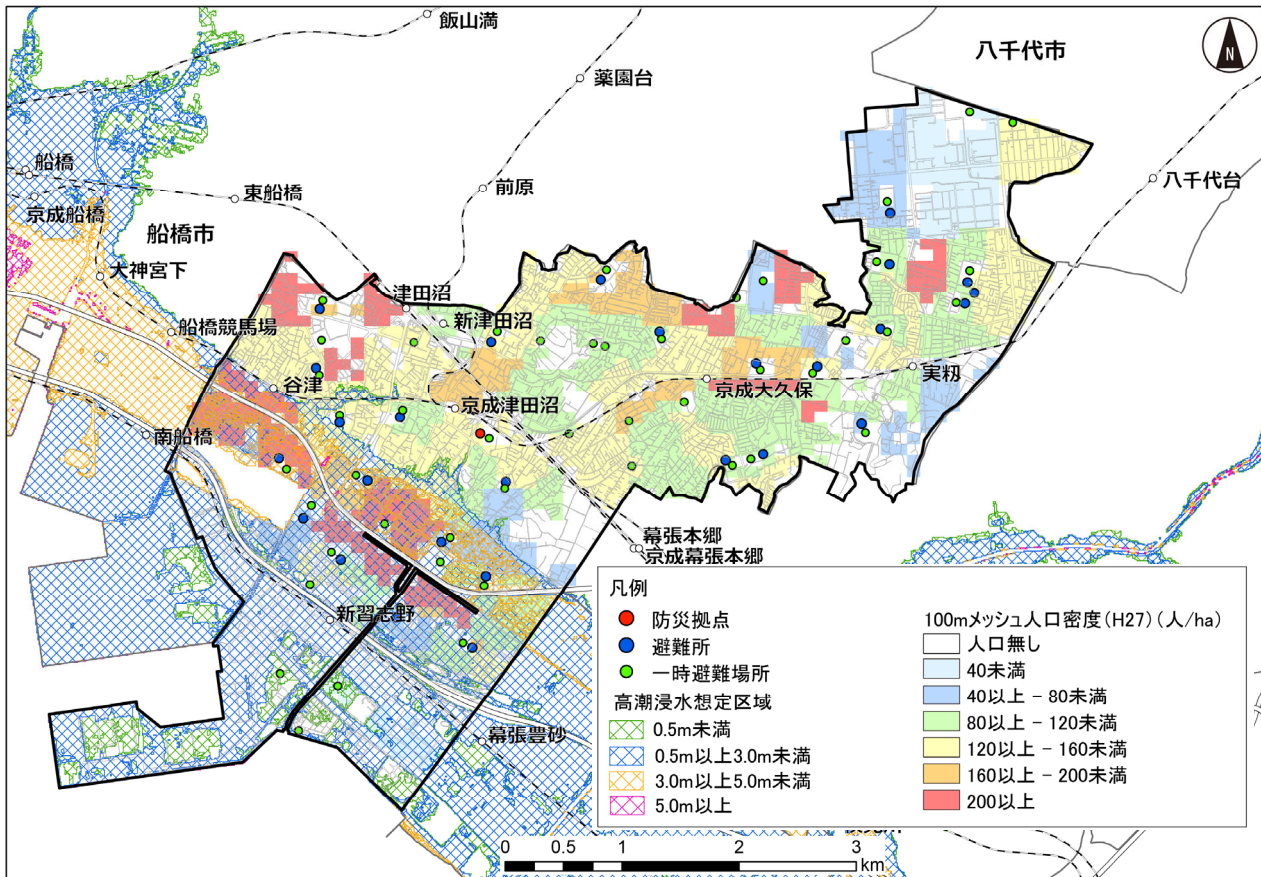 飯山満
八千代市
N
薬園台
船橋
東船橋
前原
八千代台
京成船橋
船橋市
大神宮下
津田沼
新津田沼
船橋競馬場
谷津
京成津田沼
京成大久保
実籾
南船橋
幕張本郷
京成幕張本郷
新習志野
幕張豊砂
凡例
防災拠点
避難所
一時避難場所
高潮浸水想定区域
0.5m未満
0.5m以上3.0m未満
3.0m以上5.0m未満
5.0m以上
100mメッシュ人口密度(H27)(人/ha)
人口無し
40未満
40以上 - 80未満
80以上 - 120未満
120以上 - 160未満
160以上 - 200未満
200以上
0 0.5 1 2 3
km